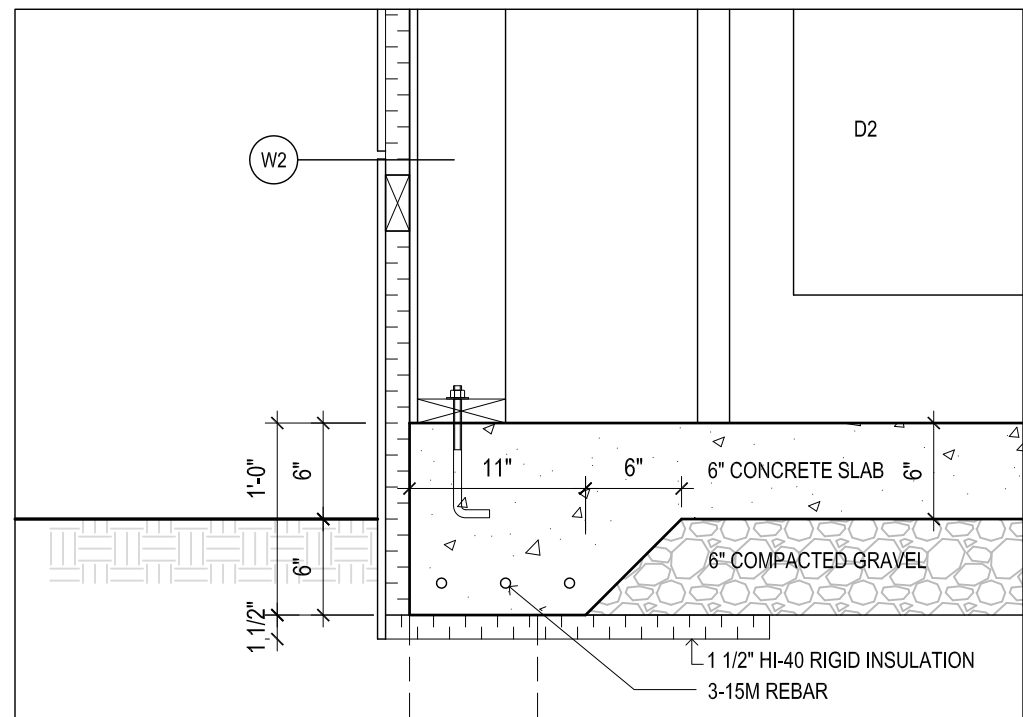 D2
W2
11"
6"
6" CONCRETE SLAB
6"
1'-0"
6"
6"
6" COMPACTED GRAVEL
1 1/2"
1 1/2" HI-40 RIGID INSULATION
3-15M REBAR